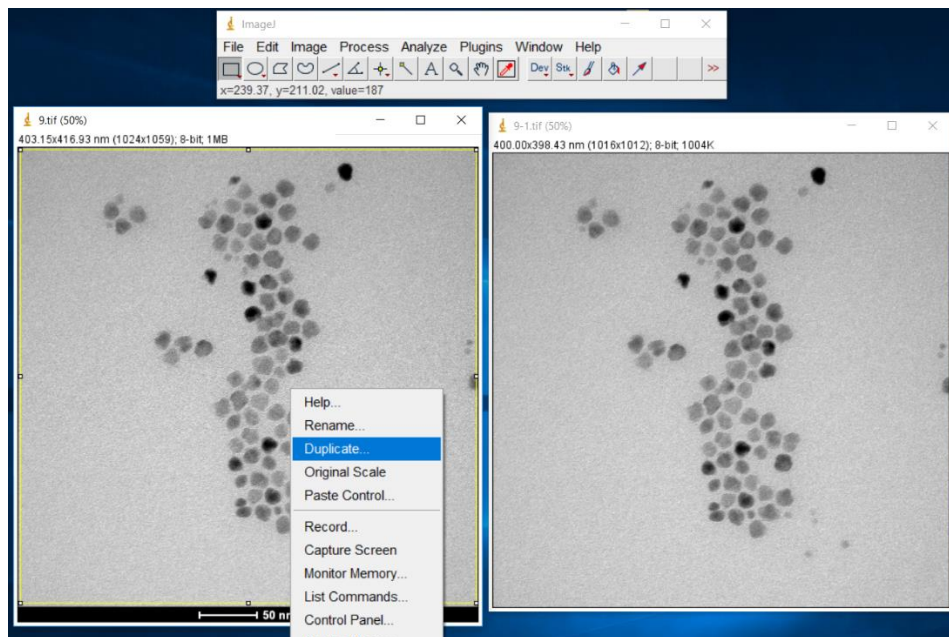 ImageJ
File Edit Image Process Analyze Plugins Window Help
A Dev Stk >>
x=239.37, y=211.02, value=187
9.tif (50%)
403.15x416.93 nm (1024x1059); 8-bit; 1MB
9-1.tif (50%)
400.00x398.43 nm (1016x1012); 8-bit; 1004K
Help...
Rename...
Duplicate...
Original Scale
Paste Control...
Record...
Capture Screen
Monitor Memory...
List Commands...
Control Panel...
50 n